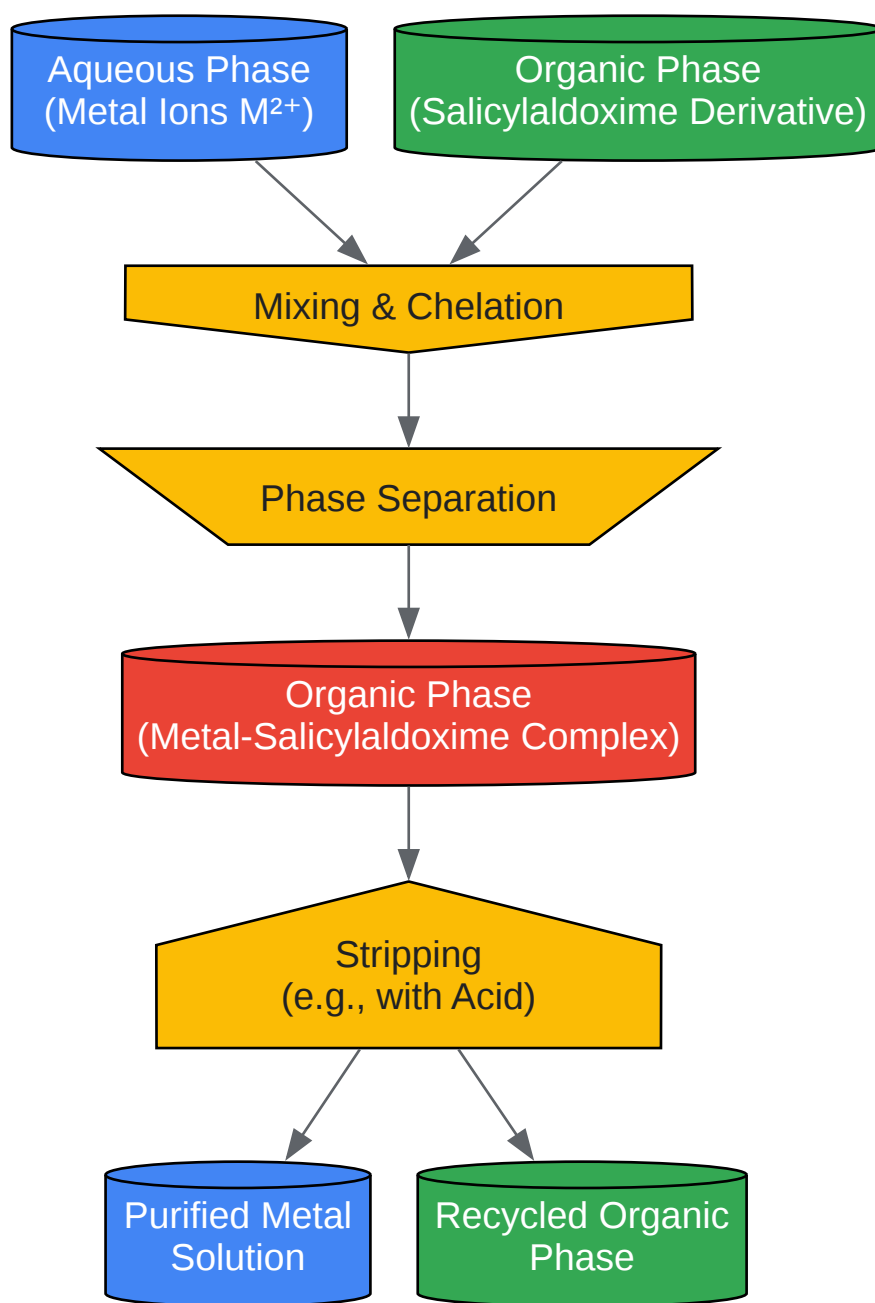 Aqueous Phase
(Metal Ions M²⁺)
Organic Phase
(Salicylaldoxime Derivative)
Mixing & Chelation
Phase Separation
Organic Phase
(Metal-Salicylaldoxime Complex)
Stripping
(e.g., with Acid)
Purified Metal
Solution
Recycled Organic
Phase